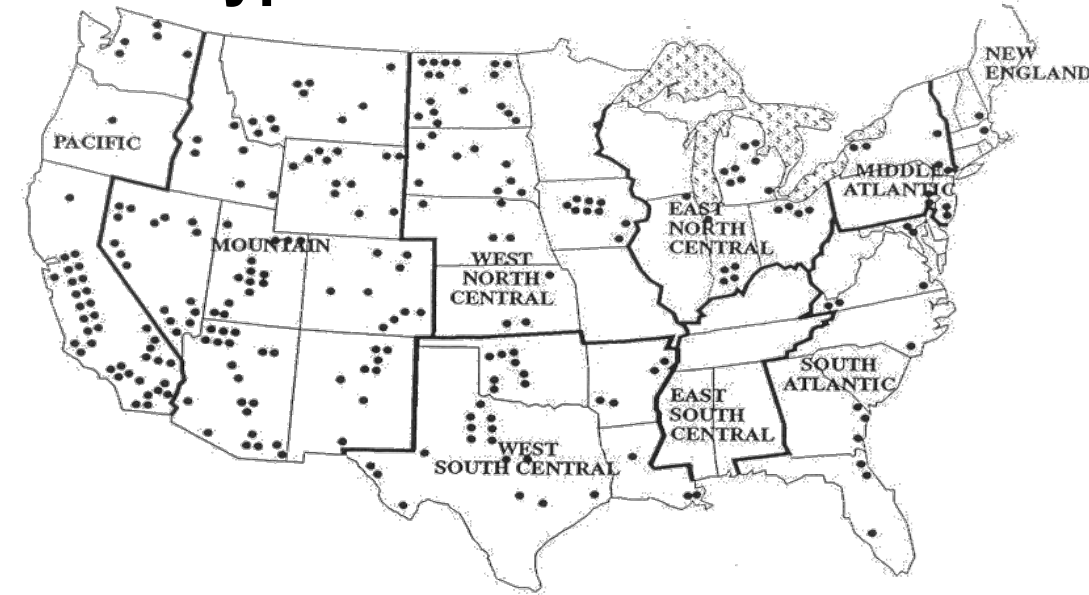 NEW
ENGLAND
PACIFIC
MIDDLE
ATLANTIC
EAST
NORTH
CENTRAL
MOUNTAIN
WEST
NORTH
CENTRAL
SOUTH
ATLANTIC
EAST
SOUTH
CENTRAL
WEST
SOUTH CENTRAL